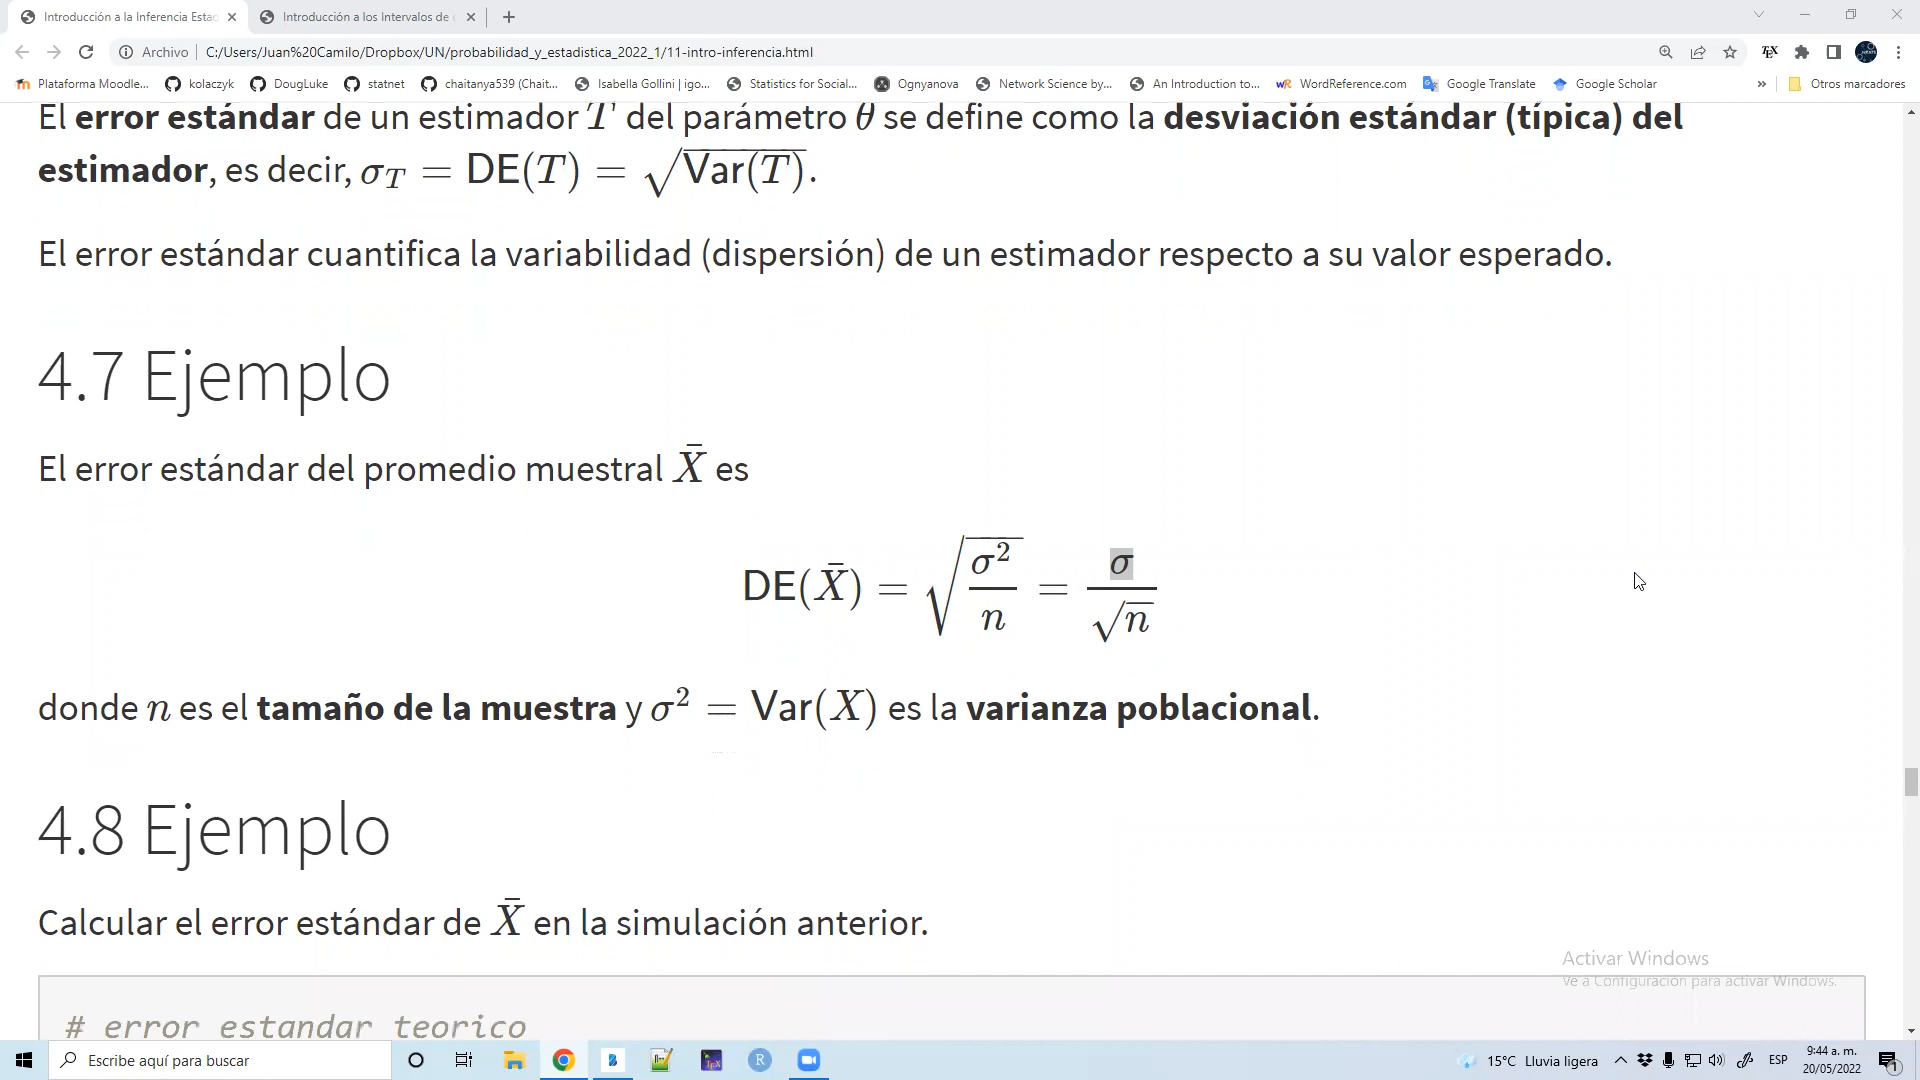 Introducción a la Inferencia Estad
Introducción a los Intervalos de
Archivo
C:/Users/Juan%20Camilo/Dropbox/UN/probabilidad_y_estadistica_2022_1/11-intro-inferencia.html
Plataforma Moodle...
kolaczyk
DougLuke
statnet
chaitanya539 (Chait...
Isabella Gollini | igo...
Statistics for Social...
Ognyanova
Network Science by...
An Introduction to...
WordReference.com
Google Translate
Google Scholar
»
Otros marcadores
El error estándar de un estimador T del parámetro θ se define como la desviación estándar (típica) del
estimador, es decir, σ_T = DE(T) = √Var(T).
El error estándar cuantifica la variabilidad (dispersión) de un estimador respecto a su valor esperado.
4.7 Ejemplo
El error estándar del promedio muestral X̄ es
DE(X̄) = √(σ²/n) = σ/√n
donde n es el tamaño de la muestra y σ² = Var(X) es la varianza poblacional.
4.8 Ejemplo
Calcular el error estándar de X̄ en la simulación anterior.
Activar Windows
Ve a Configuración para activar Windows.
# error estandar teorico
Escribe aquí para buscar
15°C Lluvia ligera
ESP
9:44 a. m.
20/05/2022
1